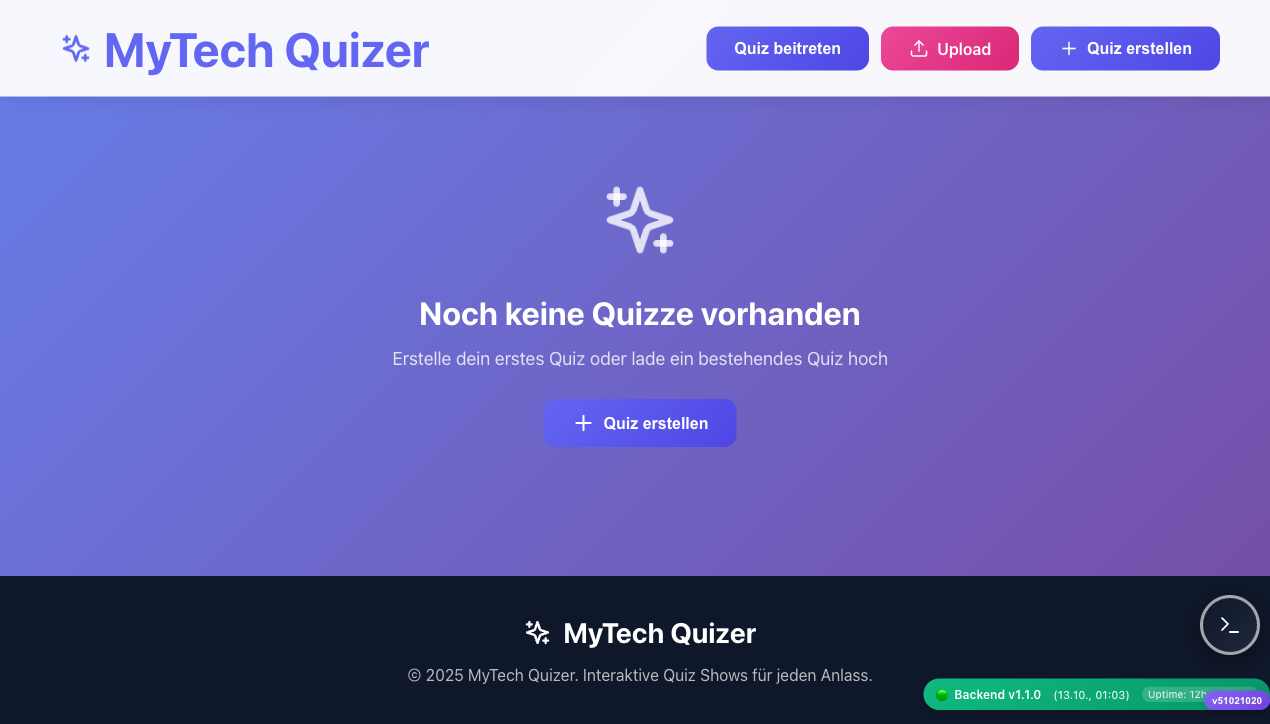 MyTech Quizer
Quiz beitreten
Upload
Quiz erstellen
Noch keine Quizze vorhanden
Erstelle dein erstes Quiz oder lade ein bestehendes Quiz hoch
Quiz erstellen
MyTech Quizer
© 2025 MyTech Quizer. Interaktive Quiz Shows für jeden Anlass.
Backend v1.1.0 (13.10., 01:03) Uptime: 12h
v51021020